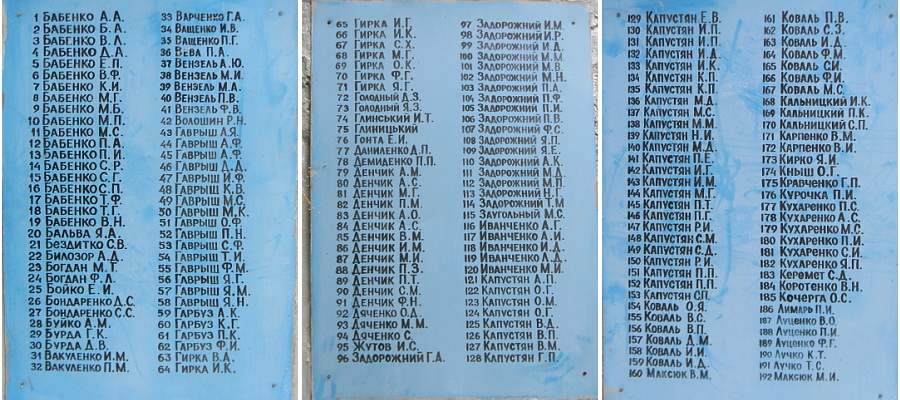 1 БАБЕНКО А.А.
2 БАБЕНКО Б.А.
3 БАБЕНКО В.А.
4 БАБЕНКО Д.А.
5 БАБЕНКО Е.П.
6 БАБЕНКО В.Ф.
7 БАБЕНКО К.И.
8 БАБЕНКО М.Г.
9 БАБЕНКО М.Б.
10 БАБЕНКО М.П.
11 БАБЕНКО М.С.
12 БАБЕНКО П.А.
13 БАБЕНКО П.И.
14 БАБЕНКО С.Р.
15 БАБЕНКО С.Г.
16 БАБЕНКО С.П.
17 БАБЕНКО Т.Ф.
18 БАБЕНКО Т.Г.
19 БАБЕНКО В.Н.
20 БАЛЬВА Я.А.
21 БЕЗДИТКО С.В.
22 БИЛОЗОР А.Д.
23 БОГДАН М.Т.
24 БОГДАН Ф.Л.
25 БОЙКО Е.И.
26 БОНДАРЕНКО Д.С.
27 БОНДАРЕНКО С.С.
28 БУЙКО А.М.
29 БУРДА Г.К.
30 БУРДА Д.В.
31 ВАКУЛЕНКО И.М.
32 ВАКУЛЕНКО П.М.
33 ВАРЧЕНКО Г.А.
34 ВАЩЕНКО И.В.
35 ВАЩЕНКО П.Г.
36 ВЕВА П.А.
37 ВЕНЗЕЛЬ А.Ю.
38 ВЕНЗЕЛЬ М.И.
39 ВЕНЗЕЛЬ М.А.
40 ВЕНЗЕЛЬ П.В.
41 ВЕНЗЕЛЬ Ф.В.
42 ВОЛОШИН Р.Н.
43 ГАВРЫШ А.Я.
44 ГАВРЫШ А.Ф.
45 ГАВРЫШ А.Ф.
46 ГАВРЫШ Д.Д.
47 ГАВРЫШ И.Ф.
48 ГАВРЫШ К.В.
49 ГАВРЫШ М.С.
50 ГАВРЫШ М.К.
51 ГАВРЫШ О.Ф.
52 ГАВРЫШ П.Н.
53 ГАВРЫШ С.Ф.
54 ГАВРЫШ Т.И.
55 ГАВРЫШ Ф.М.
56 ГАВРЫШ Я.Г.
57 ГАВРЫШ Я.М.
58 ГАВРЫШ Я.Н.
59 ГАРБУЗ А.К.
60 ГАРБУЗ К.Г.
61 ГАРБУЗ П.К.
62 ГАРБУЗ Ф.И.
63 ГИРКА В.Д.
64 ГИРКА И.К.
65 ГИРКА И.Г.
66 ГИРКА И.К.
67 ГИРКА С.Х.
68 ГИРКА М.Г.
69 ГИРКА О.К.
70 ГИРКА Ф.Г.
71 ГИРКА Я.Г.
72 ГОЛОДНЫЙ Д.З.
73 ГОЛОДНЫЙ Я.З.
74 ГЛИНСЬКИЙ И.Т.
75 ГЛИНИЦЬКИЙ
76 ГОНТА Е.И.
77 ДАНИЛЕНКО Д.П.
78 ДЕМИДЕНКО П.П.
79 ДЕНЧИК А.М.
80 ДЕНЧИК А.С.
81 ДЕНЧИК М.Г.
82 ДЕНЧИК П.М.
83 ДЕНЧИК А.О.
84 ДЕНЧИК А.С.
85 ДЕНЧИК В.М.
86 ДЕНЧИК И.М.
87 ДЕНЧИК М.И.
88 ДЕНЧИК П.З.
89 ДЕНЧИК П.Т.
90 ДЕНЧИК С.М.
91 ДЕНЧИК Ф.Н.
92 ДЯЧЕНКО О.Д.
93 ДЯЧЕНКО М.М.
94 ДЯЧЕНКО С.
95 ЖУТОВ И.С.
96 ЗАДОРОЖНИЙ Г.А.
97 ЗАДОРОЖНИЙ И.М.
98 ЗАДОРОЖНИЙ И.Р.
99 ЗАДОРОЖНИЙ И.Д.
100 ЗАДОРОЖНИЙ М.М.
101 ЗАДОРОЖНИЙ М.В.
102 ЗАДОРОЖНИЙ М.Н.
103 ЗАДОРОЖНИЙ П.А.
104 ЗАДОРОЖНИЙ П.Ф.
105 ЗАДОРОЖНИЙ П.И.
106 ЗАДОРОЖНИЙ П.В.
107 ЗАДОРОЖНИЙ Ф.С.
108 ЗАДОРОЖНИЙ Я.П.
109 ЗАДОРОЖНИЙ Я.Е.
110 ЗАДОРОЖНИЙ А.К.
111 ЗАДОРОЖНИЙ М.Д.
112 ЗАДОРОЖНИЙ М.П.
113 ЗАДОРОЖНИЙ Н.Г.
114 ЗАДОРОЖНИЙ Т.М
115 ЗАУГОЛЬНЫЙ М.С.
116 ИВАНЧЕНКО А.Г.
117 ИВАНЧЕНКО А.И.
118 ИВАНЧЕНКО И.Д.
119 ИВАНЧЕНКО Л.Д.
120 ИВАНЧЕНКО М.И.
121 КАПУСТЯН А.П.
122 КАПУСТЯН О.Г.
123 КАПУСТЯН О.М.
124 КАПУСТЯН О.Г.
125 КАПУСТЯН В.Д.
126 КАПУСТЯН В.П.
127 КАПУСТЯН В.М.
128 КАПУСТЯН Г.П.
129 КАПУСТЯН Е.В.
130 КАПУСТЯН И.П.
131 КАПУСТЯН И.П.
132 КАПУСТЯН И.Д.
133 КАПУСТЯН И.К.
134 КАПУСТЯН К.П.
135 КАПУСТЯН К.Г.
136 КАПУСТЯН М.Д.
137 КАПУСТЯН М.С.
138 КАПУСТЯН М.М.
139 КАПУСТЯН Н.И.
140 КАПУСТЯН М.Д.
141 КАПУСТЯН П.Е.
142 КАПУСТЯН И.Г.
143 КАПУСТЯН И.М.
144 КАПУСТЯН М.Г.
145 КАПУСТЯН П.Т.
146 КАПУСТЯН П.Г.
147 КАПУСТЯН Р.И.
148 КАПУСТЯН С.М.
149 КАПУСТЯН С.Д.
150 КАПУСТЯН Р.И.
151 КАПУСТЯН П.П.
152 КАПУСТЯН П.П.
153 КАПУСТЯН С.П.
154 КОВАЛЬ О.Я.
155 КОВАЛЬ В.С.
156 КОВАЛЬ В.П.
157 КОВАЛЬ Д.М.
158 КОВАЛЬ И.И.
159 КОВАЛЬ И.Д.
160 МАКСЮК В.М.
161 КОВАЛЬ П.В.
162 КОВАЛЬ С.З.
163 КОВАЛЬ И.Д.
164 КОВАЛЬ Ф.М.
165 КОВАЛЬ С.И.
166 КОВАЛЬ Ф.И.
167 КОВАЛЬ М.С.
168 КАЛЬНИЦКИЙ И.К.
169 КАЛЬНИЦКИЙ П.К.
170 КАЛЬНИЦКИЙ С.П.
171 КАРПЕНКО В.М.
172 КАРПЕНКО В.И.
173 КИРКО Я.И.
174 КНЫШ О.Г.
175 КРАВЧЕНКО Г.П.
176 КУРОЧКА П.И.
177 КУХАРЕНКО П.С.
178 КУХАРЕНКО А.С.
179 КУХАРЕНКО М.С.
180 КУХАРЕНКО П.И.
181 КУХАРЕНКО С.И.
182 КУХАРЕНКО Я.П.
183 КЕРЕМЕТ С.Д.
184 КОРОТЕНКО В.Н.
185 КОЧЕРГА О.С.
186 ЛИМАРЬ П.И.
187 ЛУЦЕНКО В.О.
188 ЛУЦЕНКО П.И.
189 ЛУЦЕНКО Ф.Г.
190 ЛУЧКО К.Т.
191 ЛУЧКО Т.С.
192 МАКСЮК М.И.